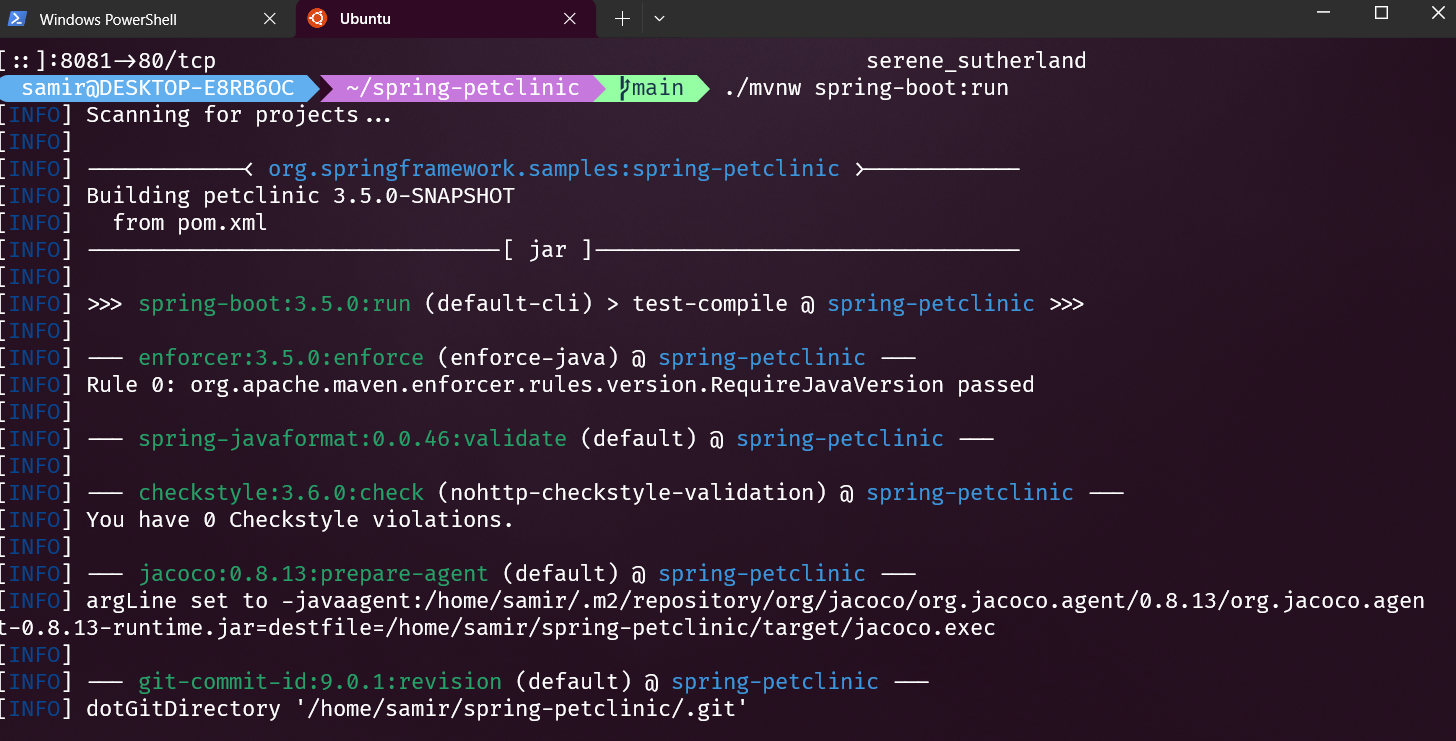 Windows PowerShell
Ubuntu
[::]:8081->80/tcp serene_sutherland
samir@DESKTOP-E8RB6OC ~/spring-petclinic main ./mvnw spring-boot:run
[INFO] Scanning for projects...
[INFO]
[INFO] ------------< org.springframework.samples:spring-petclinic >------------
[INFO] Building petclinic 3.5.0-SNAPSHOT
[INFO]   from pom.xml
[INFO] --------------------------------[ jar ]---------------------------------
[INFO]
[INFO] >>> spring-boot:3.5.0:run (default-cli) > test-compile @ spring-petclinic >>>
[INFO]
[INFO] --- enforcer:3.5.0:enforce (enforce-java) @ spring-petclinic ---
[INFO] Rule 0: org.apache.maven.enforcer.rules.version.RequireJavaVersion passed
[INFO]
[INFO] --- spring-javaformat:0.0.46:validate (default) @ spring-petclinic ---
[INFO]
[INFO] --- checkstyle:3.6.0:check (nohttp-checkstyle-validation) @ spring-petclinic ---
[INFO] You have 0 Checkstyle violations.
[INFO]
[INFO] --- jacoco:0.8.13:prepare-agent (default) @ spring-petclinic ---
[INFO] argLine set to -javaagent:/home/samir/.m2/repository/org/jacoco/org.jacoco.agent/0.8.13/org.jacoco.agen
t-0.8.13-runtime.jar=destfile=/home/samir/spring-petclinic/target/jacoco.exec
[INFO]
[INFO] --- git-commit-id:9.0.1:revision (default) @ spring-petclinic ---
[INFO] dotGitDirectory '/home/samir/spring-petclinic/.git'